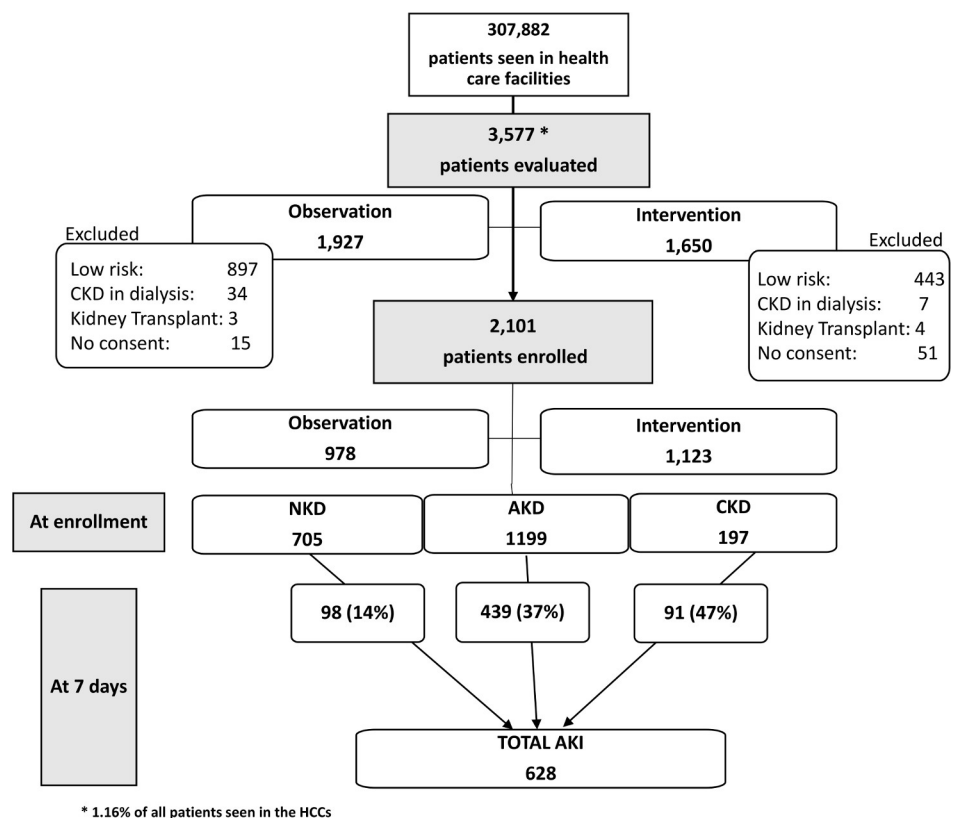 307,882
patients seen in health
care facilities
3,577 *
patients evaluated
Observation
1,927
Intervention
1,650
Excluded
Low risk: 897
CKD in dialysis: 34
Kidney Transplant: 3
No consent: 15
Excluded
Low risk: 443
CKD in dialysis: 7
Kidney Transplant: 4
No consent: 51
2,101
patients enrolled
Observation
978
Intervention
1,123
At enrollment
NKD
705
AKD
1199
CKD
197
At 7 days
98 (14%)
439 (37%)
91 (47%)
TOTAL AKI
628
* 1.16% of all patients seen in the HCCs